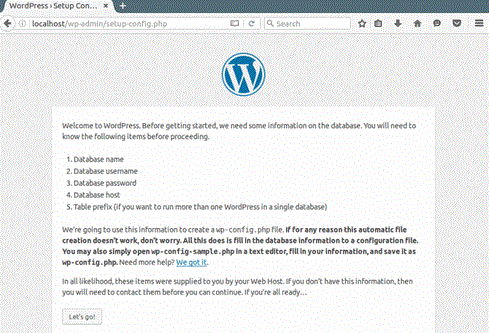 WordPress › Setup Con...
localhost/wp-admin/setup-config.php
Search
Welcome to WordPress. Before getting started, we need some information on the database. You will need to
know the following items before proceeding.
1. Database name
2. Database username
3. Database password
4. Database host
5. Table prefix (if you want to run more than one WordPress in a single database)
We're going to use this information to create a wp-config.php file. If for any reason this automatic file
creation doesn't work, don't worry. All this does is fill in the database information to a configuration file.
You may also simply open wp-config-sample.php in a text editor, fill in your information, and save it as
wp-config.php. Need more help? We got it.
In all likelihood, these items were supplied to you by your Web Host. If you don't have this information, then
you will need to contact them before you can continue. If you're all ready...
Let's go!